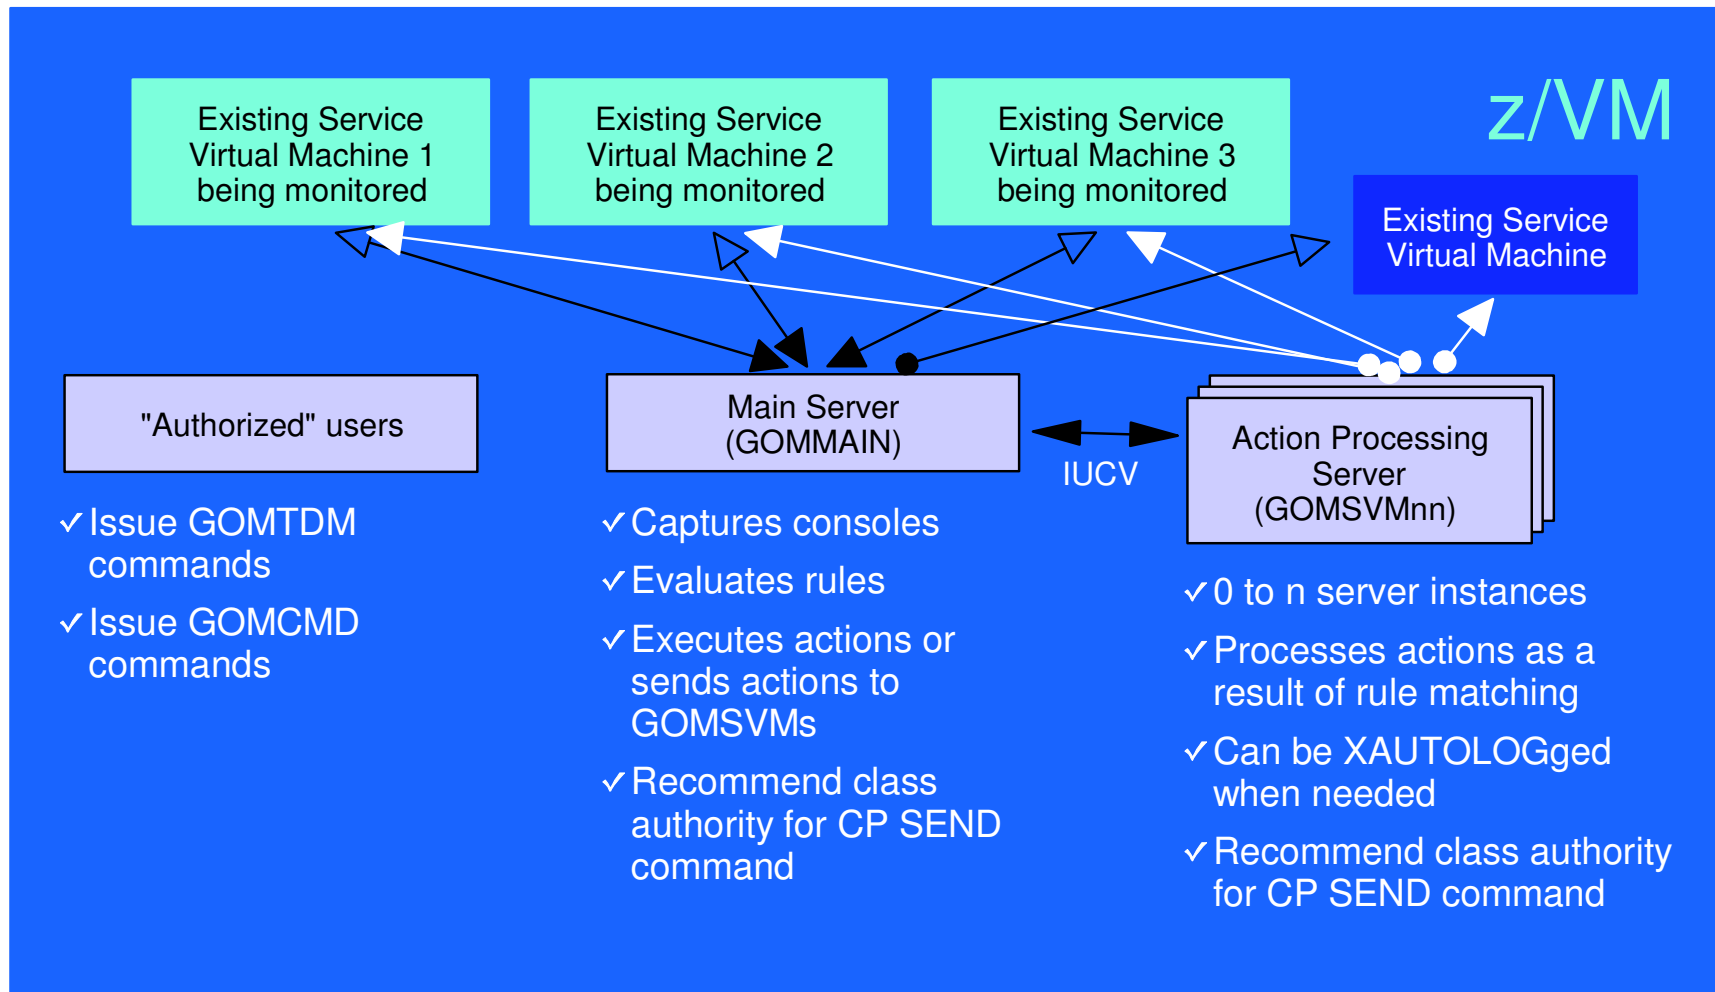 z/VM
Existing Service
Virtual Machine 1
being monitored
Existing Service
Virtual Machine 2
being monitored
Existing Service
Virtual Machine 3
being monitored
Existing Service
Virtual Machine
"Authorized" users
✓Issue GOMTDM
commands
✓Issue GOMCMD
commands
Main Server
(GOMMAIN)
✓Captures consoles
✓Evaluates rules
✓Executes actions or
sends actions to
GOMSVMs
✓Recommend class
authority for CP SEND
command
IUCV
Action Processing
Server
(GOMSVMnn)
✓0 to n server instances
✓Processes actions as a
result of rule matching
✓Can be XAUTOLOGged
when needed
✓Recommend class authority
for CP SEND command